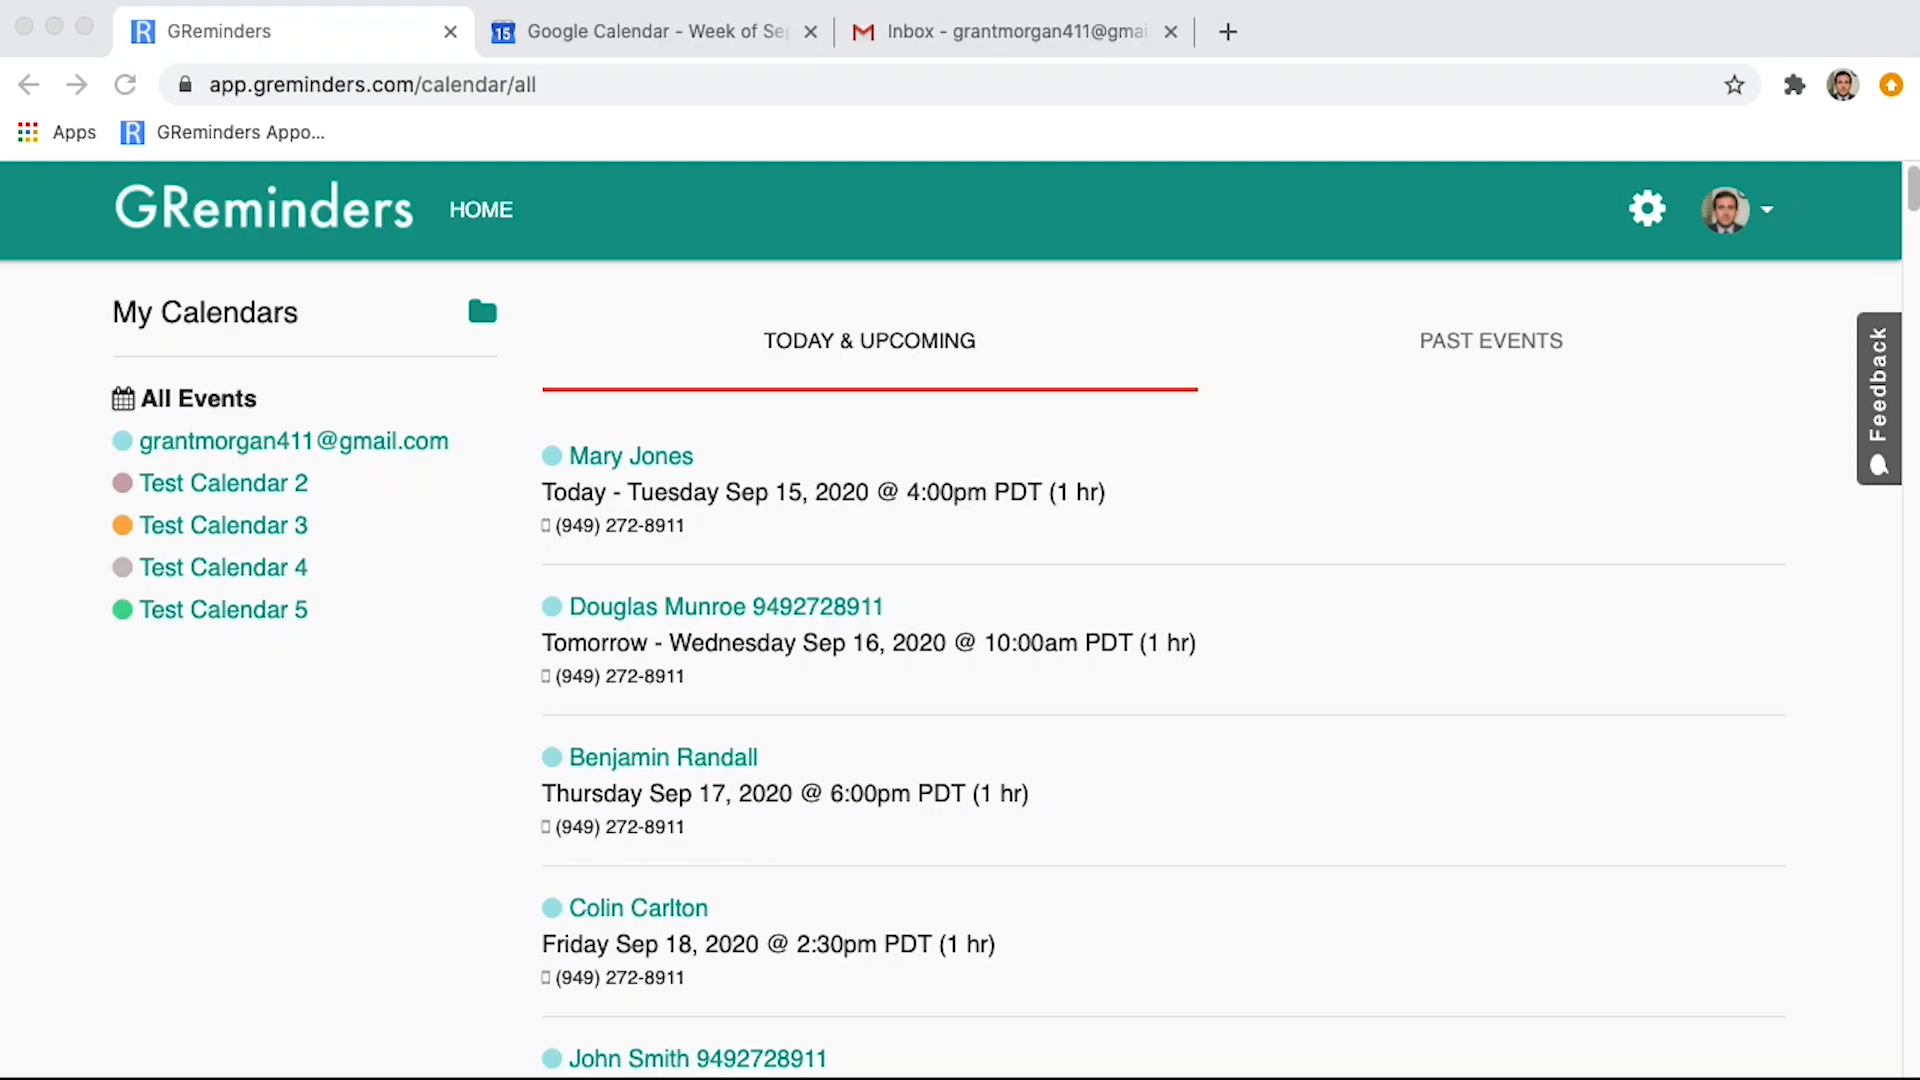 GReminders
Google Calendar - Week of Se
Inbox - grantmorgan411@gmai
app.greminders.com/calendar/all
Apps
GReminders Appo...
GReminders
HOME
My Calendars
TODAY & UPCOMING
PAST EVENTS
Feedback
All Events
grantmorgan411@gmail.com
Test Calendar 2
Test Calendar 3
Test Calendar 4
Test Calendar 5
Mary Jones
Today - Tuesday Sep 15, 2020 @ 4:00pm PDT (1 hr)
(949) 272-8911
Douglas Munroe 9492728911
Tomorrow - Wednesday Sep 16, 2020 @ 10:00am PDT (1 hr)
(949) 272-8911
Benjamin Randall
Thursday Sep 17, 2020 @ 6:00pm PDT (1 hr)
(949) 272-8911
Colin Carlton
Friday Sep 18, 2020 @ 2:30pm PDT (1 hr)
(949) 272-8911
John Smith 9492728911